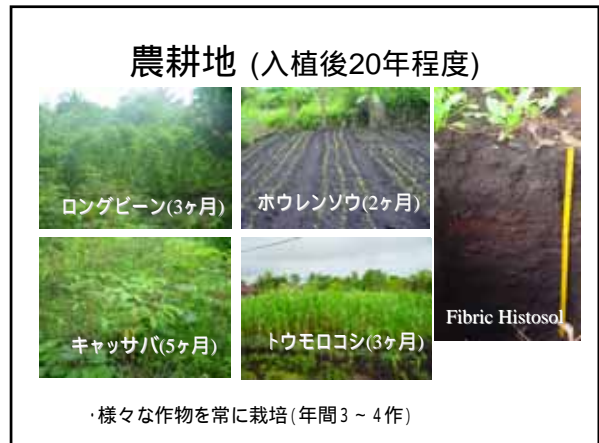 農耕地 (入植後20年程度)
ロングビーン(3ヶ月)
ホウレンソウ(2ヶ月)
キャッサバ(5ヶ月)
トウモロコシ(3ヶ月)
Fibric Histosol
・様々な作物を常に栽培(年間3～4作)